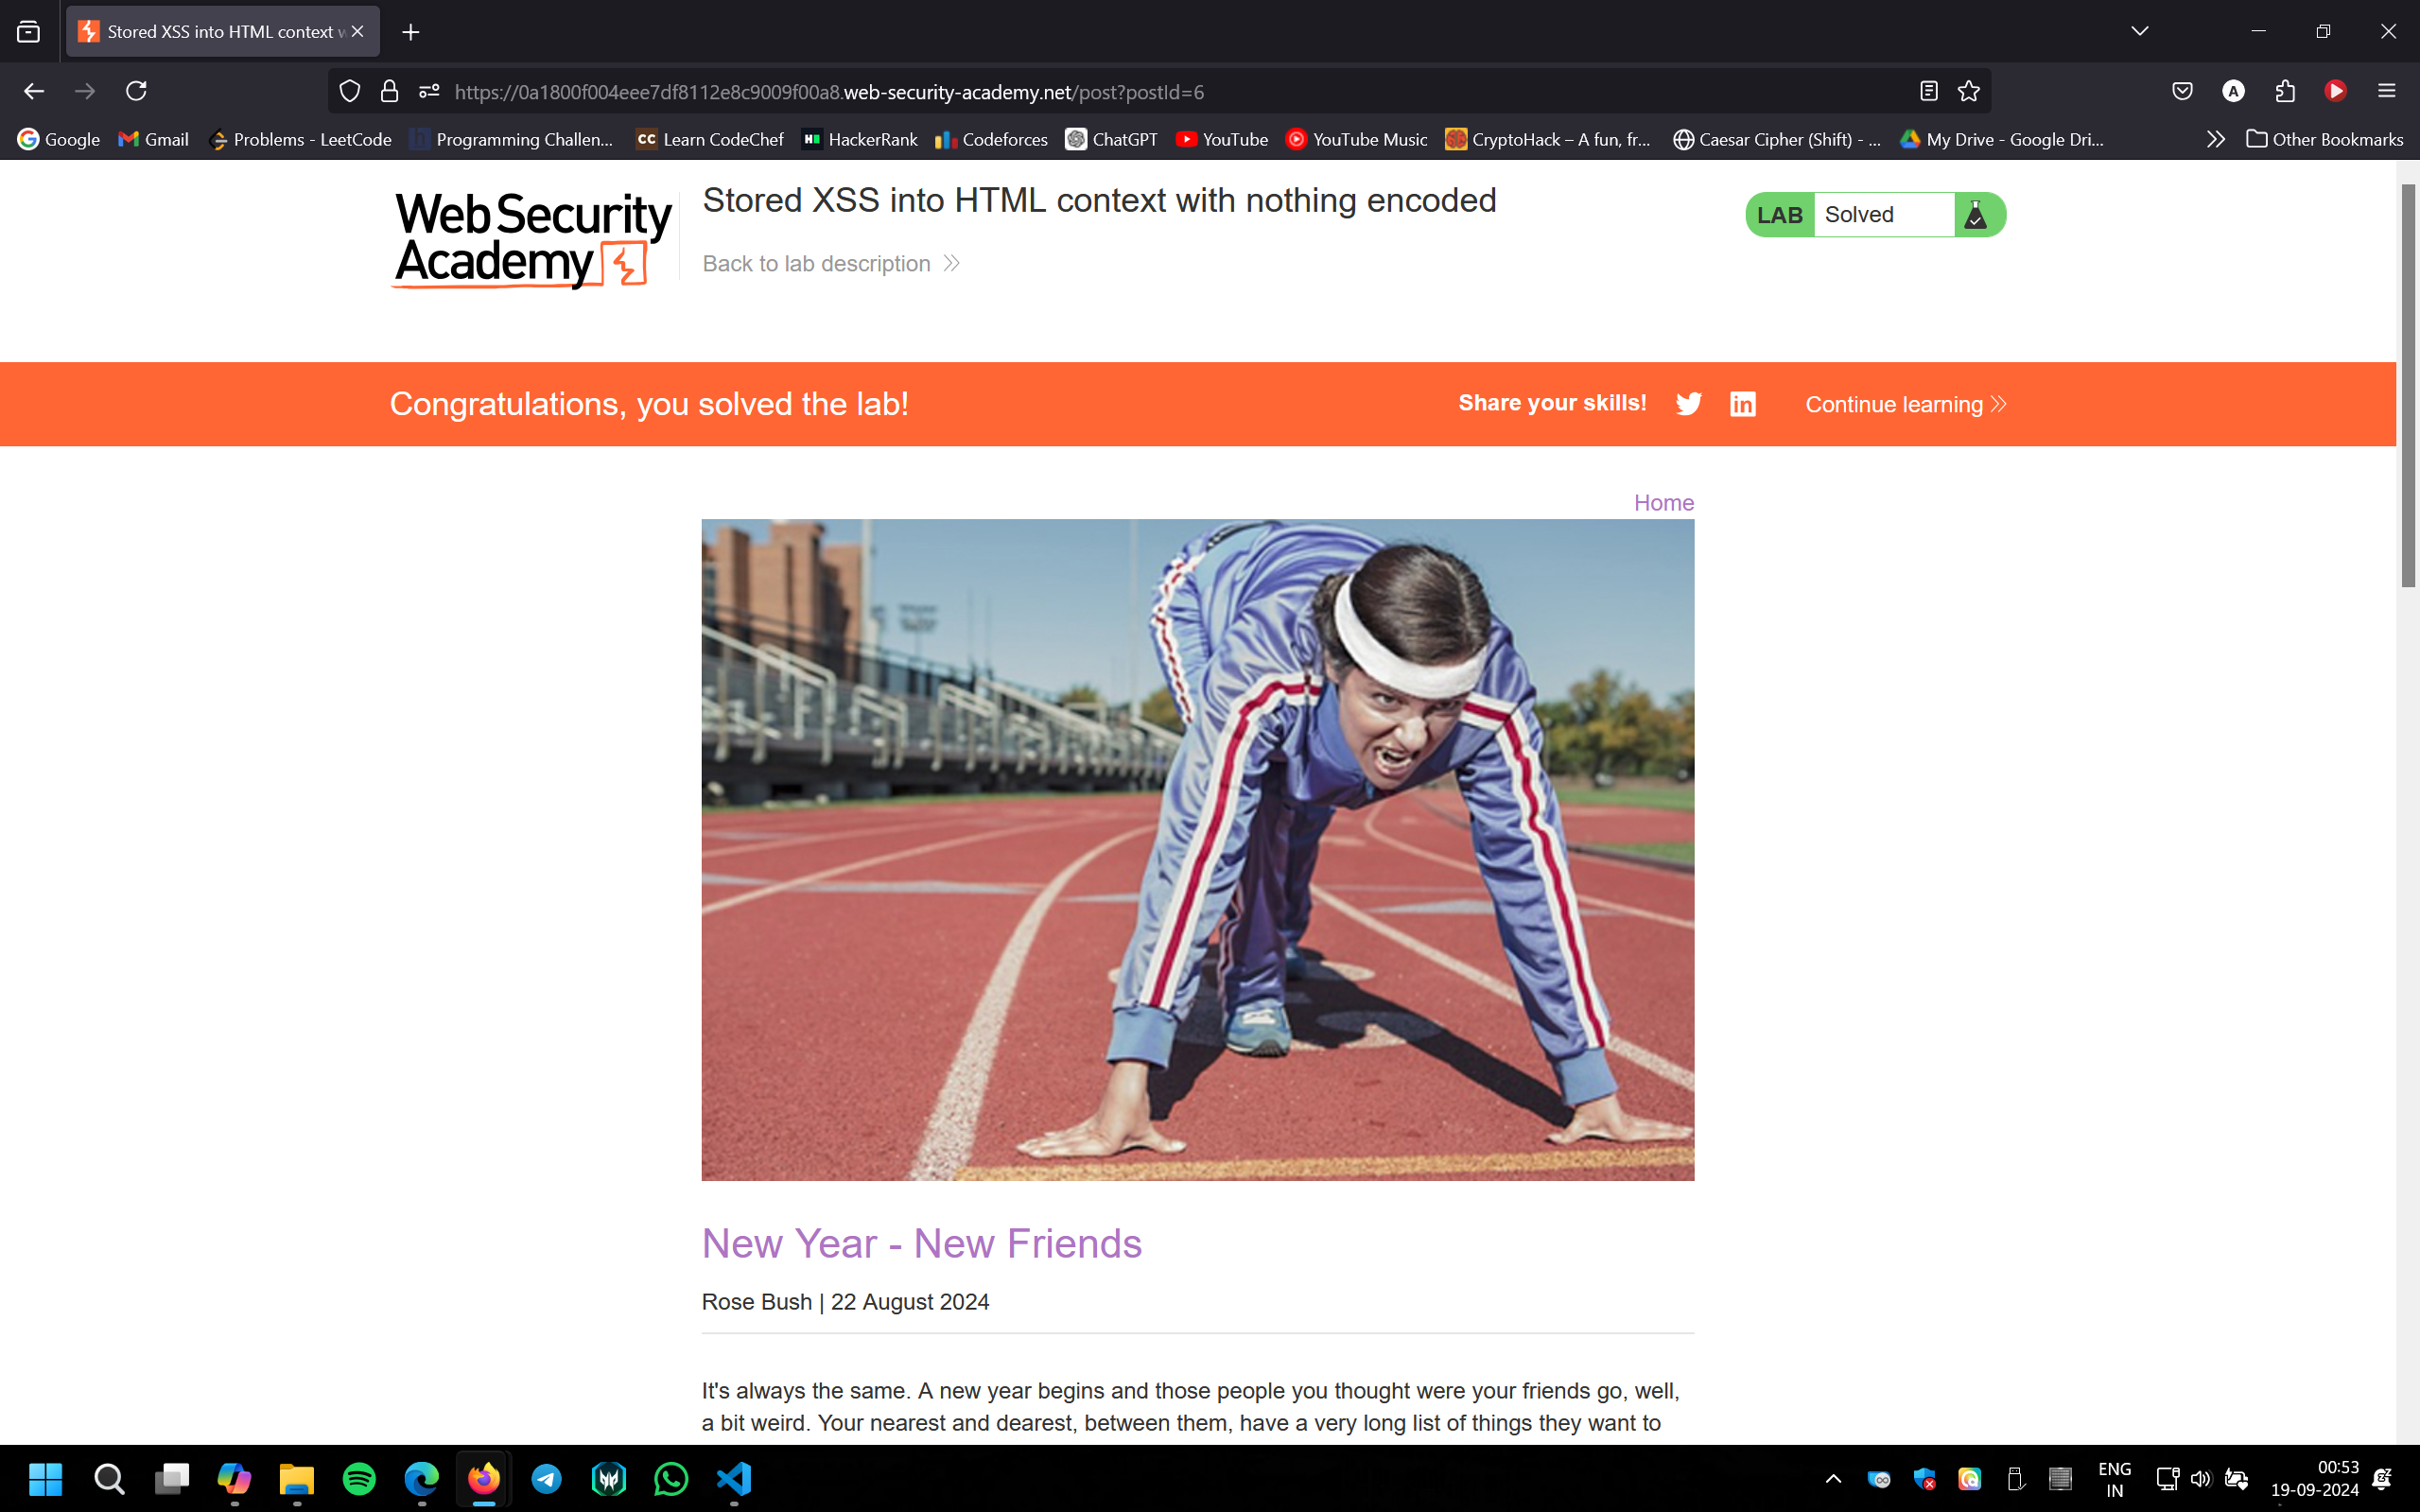 Stored XSS into HTML context w
https://0a1800f004eee7df8112e8c9009f00a8.web-security-academy.net/post?postId=6
A
Google Gmail Problems - LeetCode Programming Challen... CC Learn CodeChef HackerRank Codeforces ChatGPT YouTube YouTube Music CryptoHack – A fun, fr... Caesar Cipher (Shift) - ... My Drive - Google Dri... Other Bookmarks
Web Security
Academy
Stored XSS into HTML context with nothing encoded
Back to lab description
LAB Solved
Congratulations, you solved the lab!
Share your skills! in Continue learning
Home
New Year - New Friends
Rose Bush | 22 August 2024
It's always the same. A new year begins and those people you thought were your friends go, well,
a bit weird. Your nearest and dearest, between them, have a very long list of things they want to
ENG
IN
00:53
19-09-2024